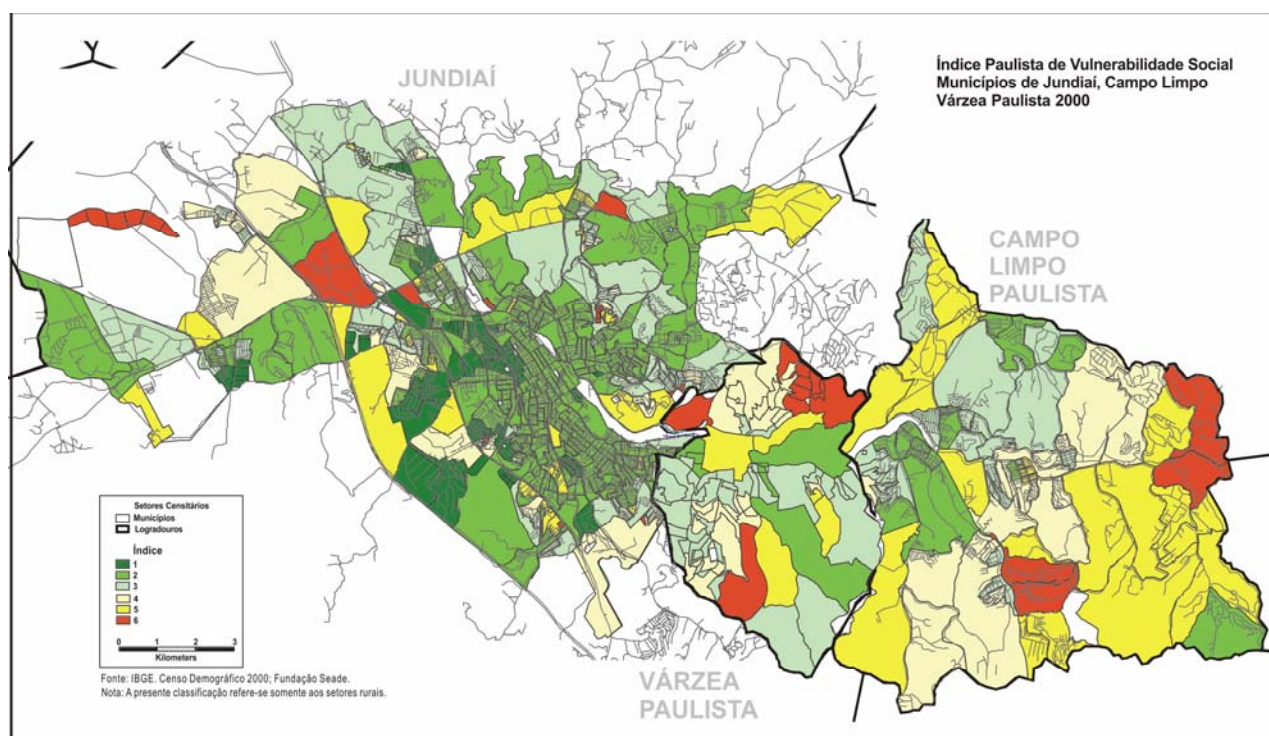 JUNDIAÍ
Índice Paulista de Vulnerabilidade Social
Municípios de Jundiaí, Campo Limpo
Várzea Paulista 2000
CAMPO
LIMPO
PAULISTA
Setores Censitários
Municípios
Logradouros
Índice
1
2
3
4
5
6
0 1 2 3
Kilometers
Fonte: IBGE. Censo Demográfico 2000; Fundação Seade.
Nota: A presente classificação refere-se somente aos setores rurais.
VÁRZEA
PAULISTA